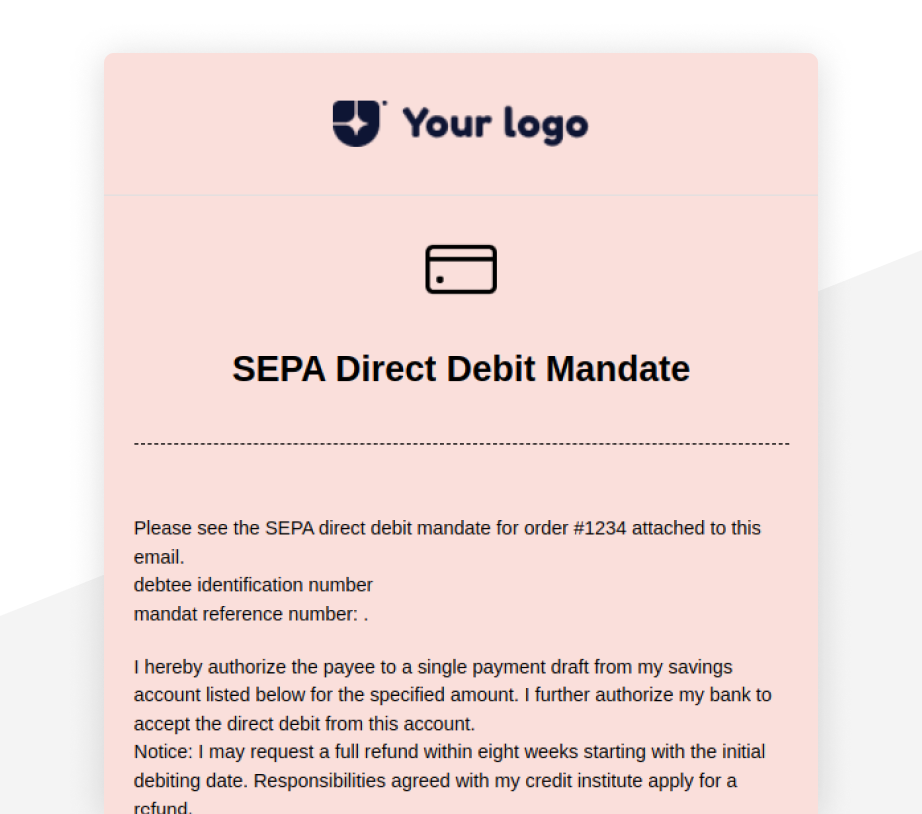 Your logo
SEPA Direct Debit Mandate
Please see the SEPA direct debit mandate for order #1234 attached to this
email.
debtee identification number
mandat reference number: .
I hereby authorize the payee to a single payment draft from my savings
account listed below for the specified amount. I further authorize my bank to
accept the direct debit from this account.
Notice: I may request a full refund within eight weeks starting with the initial
debiting date. Responsibilities agreed with my credit institute apply for a
refund.